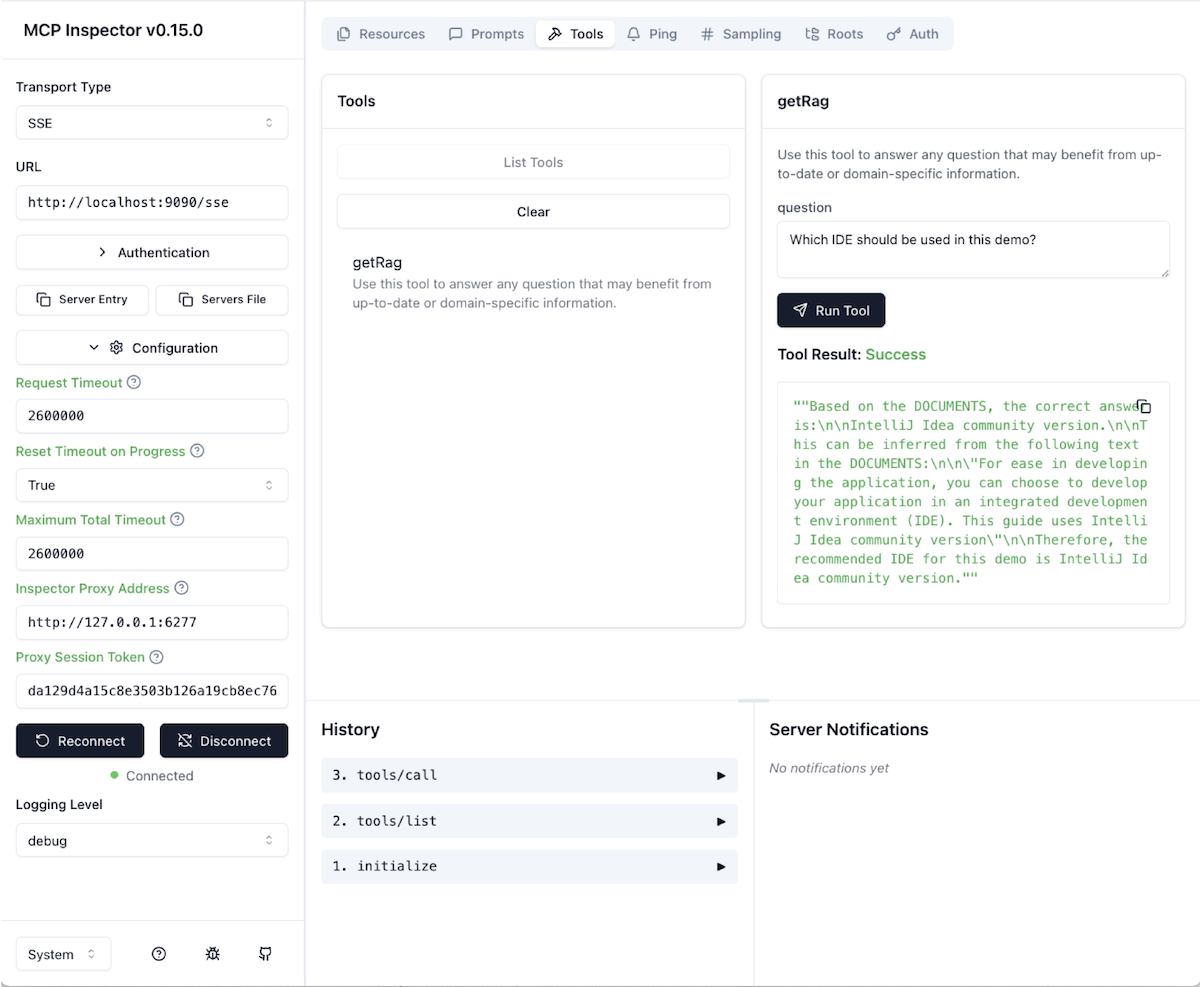 MCP Inspector v0.15.0
Transport Type
SSE
URL
http://localhost:9090/sse
Authentication
Server Entry
Servers File
Configuration
Request Timeout
2600000
Reset Timeout on Progress
True
Maximum Total Timeout
2600000
Inspector Proxy Address
http://127.0.0.1:6277
Proxy Session Token
da129d4a15c8e3503b126a19cb8ec76
Reconnect
Disconnect
Connected
Logging Level
debug
System
Resources
Prompts
Tools
Ping
Sampling
Roots
Auth
Tools
List Tools
Clear
getRag
Use this tool to answer any question that may benefit from
up-to-date or domain-specific information.
getRag
Use this tool to answer any question that may benefit from up-
to-date or domain-specific information.
question
Which IDE should be used in this demo?
Run Tool
Tool Result: Success
""Based on the DOCUMENTS, the correct answe
is:\n\nIntelliJ Idea community version.\n\nT
his can be inferred from the following text
in the DOCUMENTS:\n\n\"For ease in developin
g the application, you can choose to develop
your application in an integrated developmen
t environment (IDE). This guide uses Intelli
J Idea community version\"\n\nTherefore, the
recommended IDE for this demo is IntelliJ Id
ea community version.""
History
3. tools/call
2. tools/list
1. initialize
Server Notifications
No notifications yet